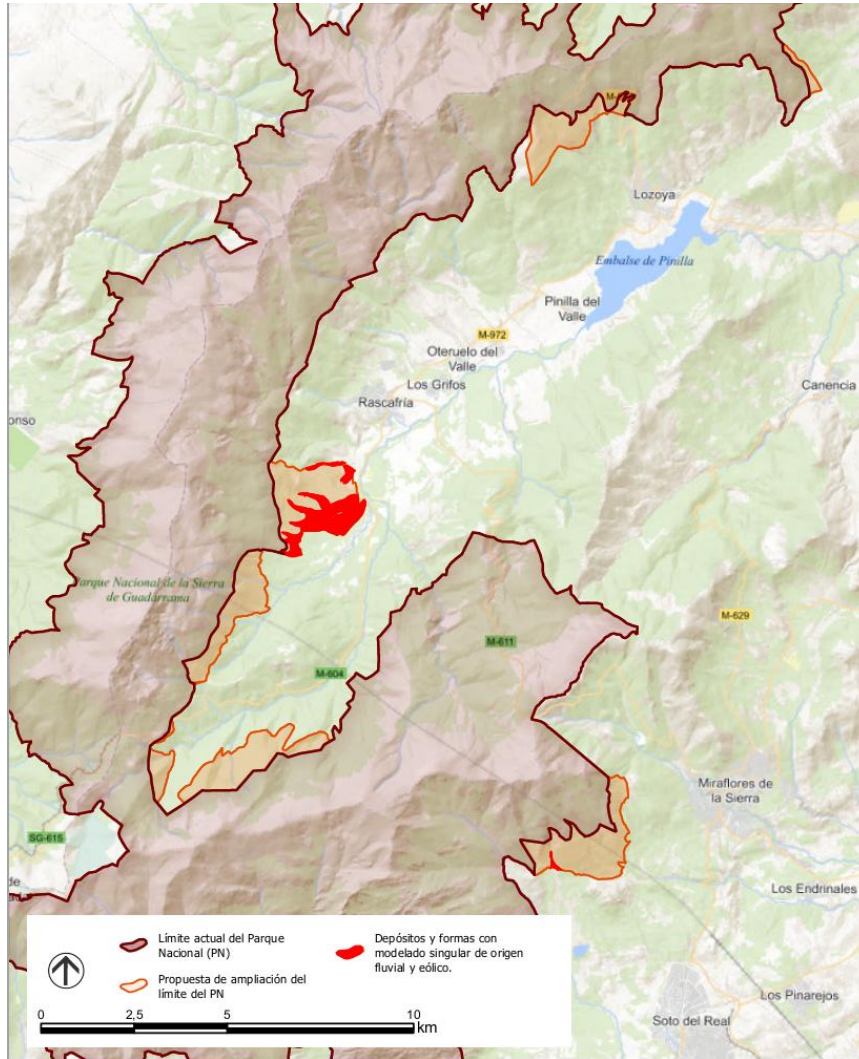 M-6
Lozoya
Embalse de Pinilla
Pinilla del
Valle
M-972
Oteruelo del
Valle
Los Grifos
Canencia
Rascafría
onso
Parque Nacional de la Sierra
de Guadarrama
M-629
M-611
M-604
Miraflores de
la Sierra
SG-615
de
Los Endrinales
Los Pinarejos
Soto del Real
Límite actual del Parque
Nacional (PN)
Propuesta de ampliación del
límite del PN
Depósitos y formas con
modelado singular de origen
fluvial y eólico.
0 2,5 5 10
km